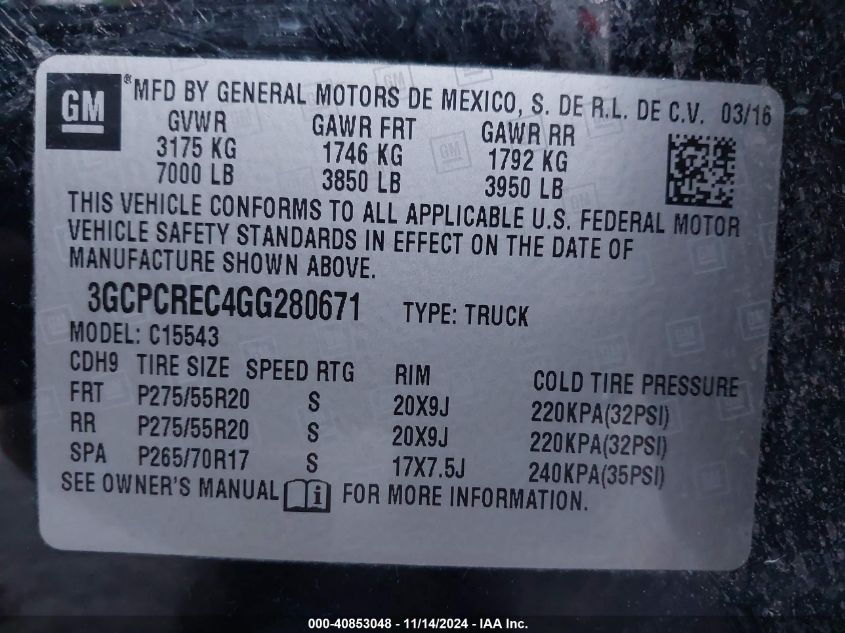 GM ® MFD BY GENERAL MOTORS DE MEXICO, S. DE R.L. DE C.V. 03/16
GVWR GAWR FRT GAWR RR
3175 KG 1746 KG 1792 KG
7000 LB 3850 LB 3950 LB
THIS VEHICLE CONFORMS TO ALL APPLICABLE U.S. FEDERAL MOTOR
VEHICLE SAFETY STANDARDS IN EFFECT ON THE DATE OF
MANUFACTURE SHOWN ABOVE.
3GCPCREC4GG280671 TYPE: TRUCK
MODEL: C15543
CDH9 TIRE SIZE SPEED RTG RIM COLD TIRE PRESSURE
FRT P275/55R20 S 20X9J 220KPA(32PSI)
RR P275/55R20 S 20X9J 220KPA(32PSI)
SPA P265/70R17 S 17X7.5J 240KPA(35PSI)
SEE OWNER'S MANUAL i FOR MORE INFORMATION.
000-40853048 - 11/14/2024 - IAA Inc.